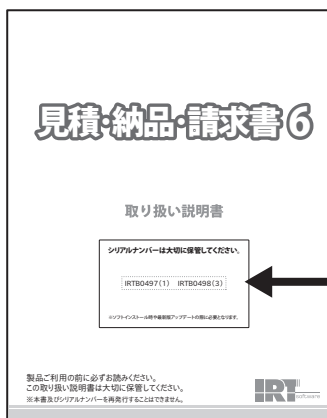 見積・納品・請求書6
取り扱い説明書
シリアルナンバーは大切に保管してください。
IRTB0497(1) IRTB0498(3)
※ソフトインストール時や最新版アップデートの際に必要となります。
製品ご利用の前に必ずお読みください。
この取り扱い説明書は大切に保管してください。
※本書及びシリアルナンバーを再発行することはできません。
IRT software